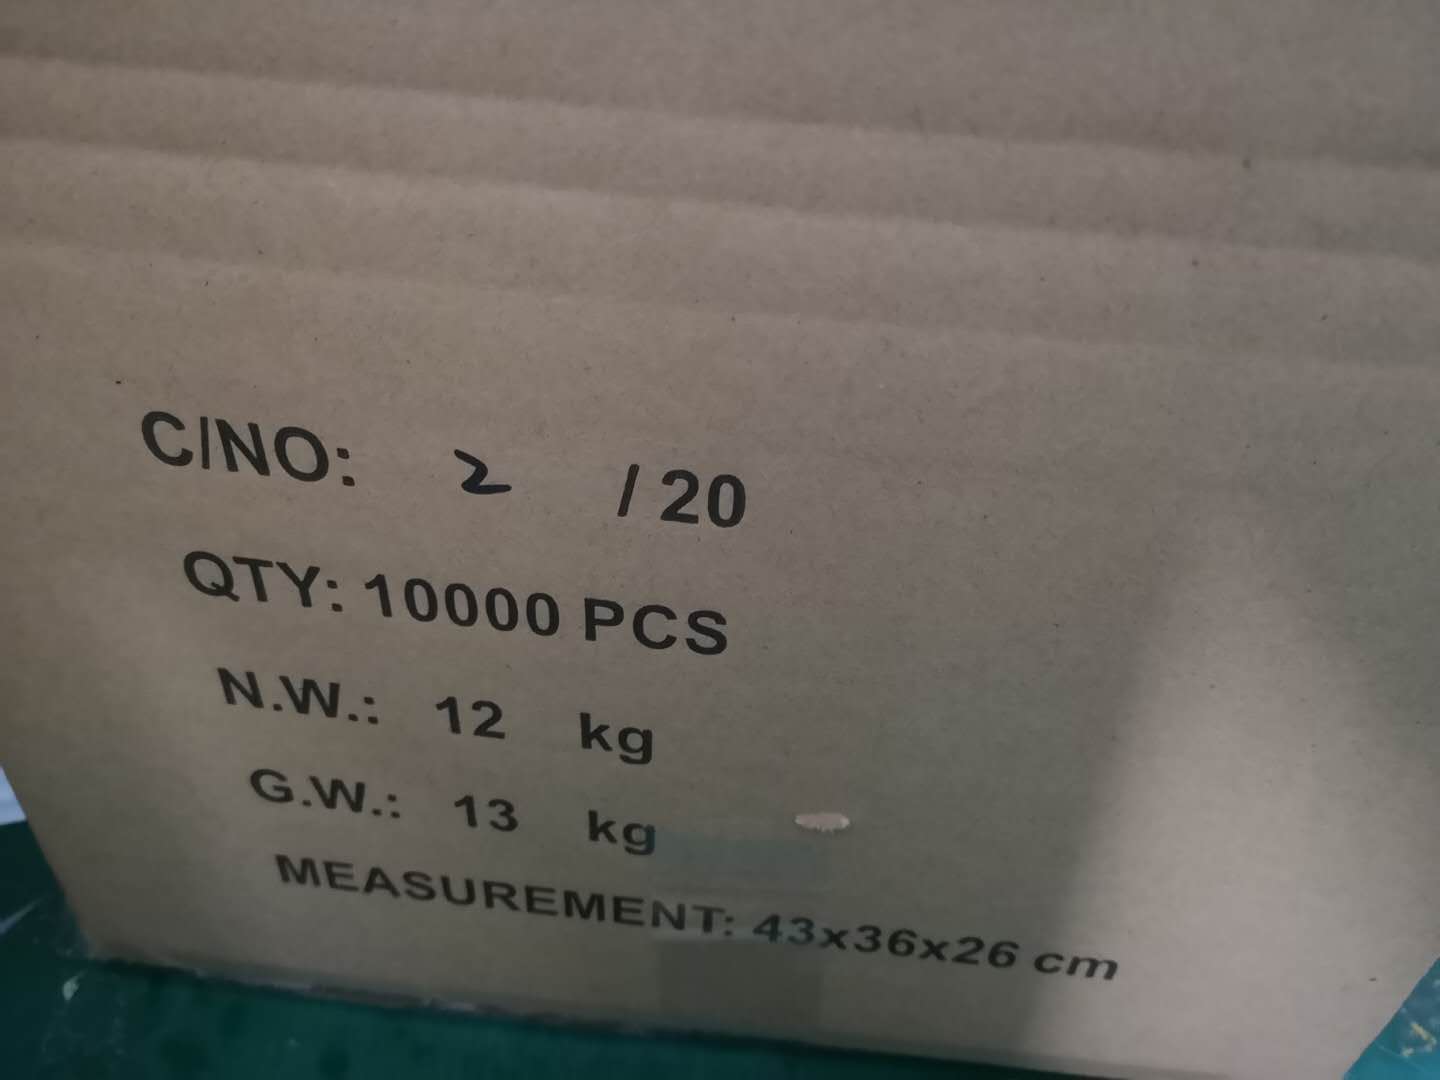 C/NO: 2 / 20
QTY: 10000 PCS
N.W.: 12 kg
G.W.: 13 kg
MEASUREMENT: 43x36x26 cm